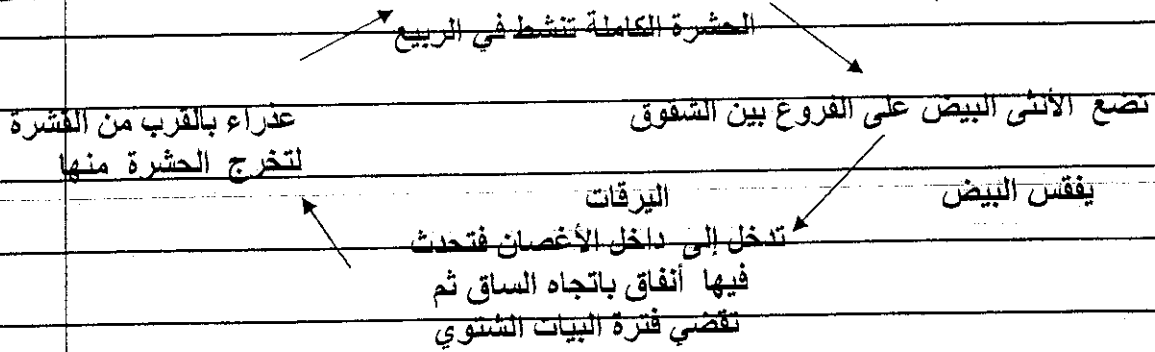 الحشرة الكاملة تنشط في الربيع
تضع الأنثى البيض على الفروع بين الشقوق
عذراء بالقرب من القشرة
لتخرج الحشرة منها
يفقس البيض
اليرقات
تدخل إلى داخل الأغصان فتحدث
فيها أنفاق باتجاه الساق ثم
تقضي فترة البيات الشتوي